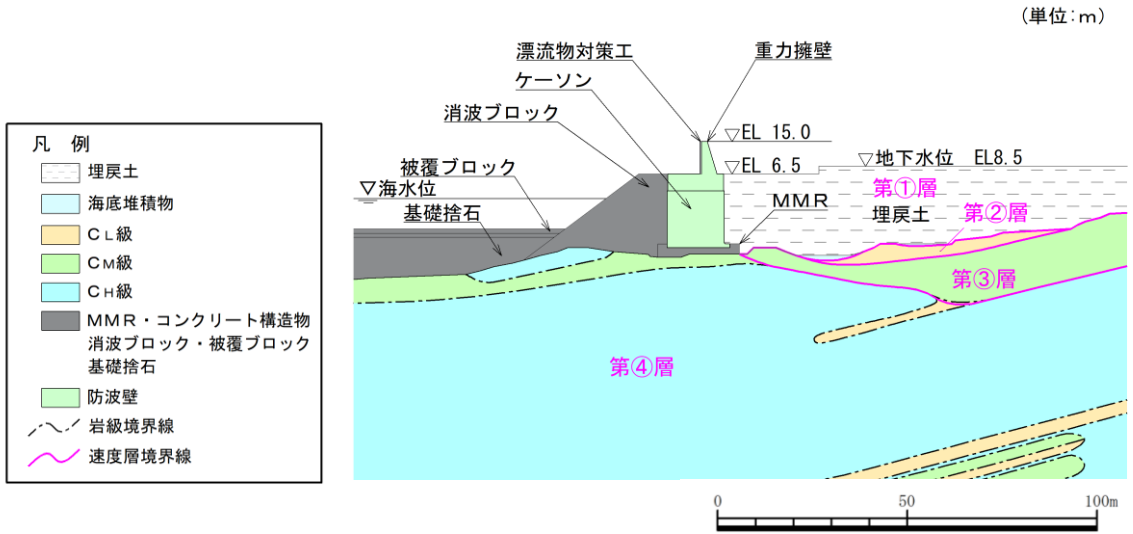 (単位:m)
漂流物対策工
重力擁壁
ケーソン
消波ブロック
▽EL 15.0
被覆ブロック
▽EL 6.5
▽地下水位 EL8.5
▽海水位
第①層
基礎捨石
MMR
埋戻土
第②層
第③層
第④層
凡 例
埋戻土
海底堆積物
CL級
CM級
CH級
MMR・コンクリート構造物
消波ブロック・被覆ブロック
基礎捨石
防波壁
岩級境界線
速度層境界線
0 50 100m